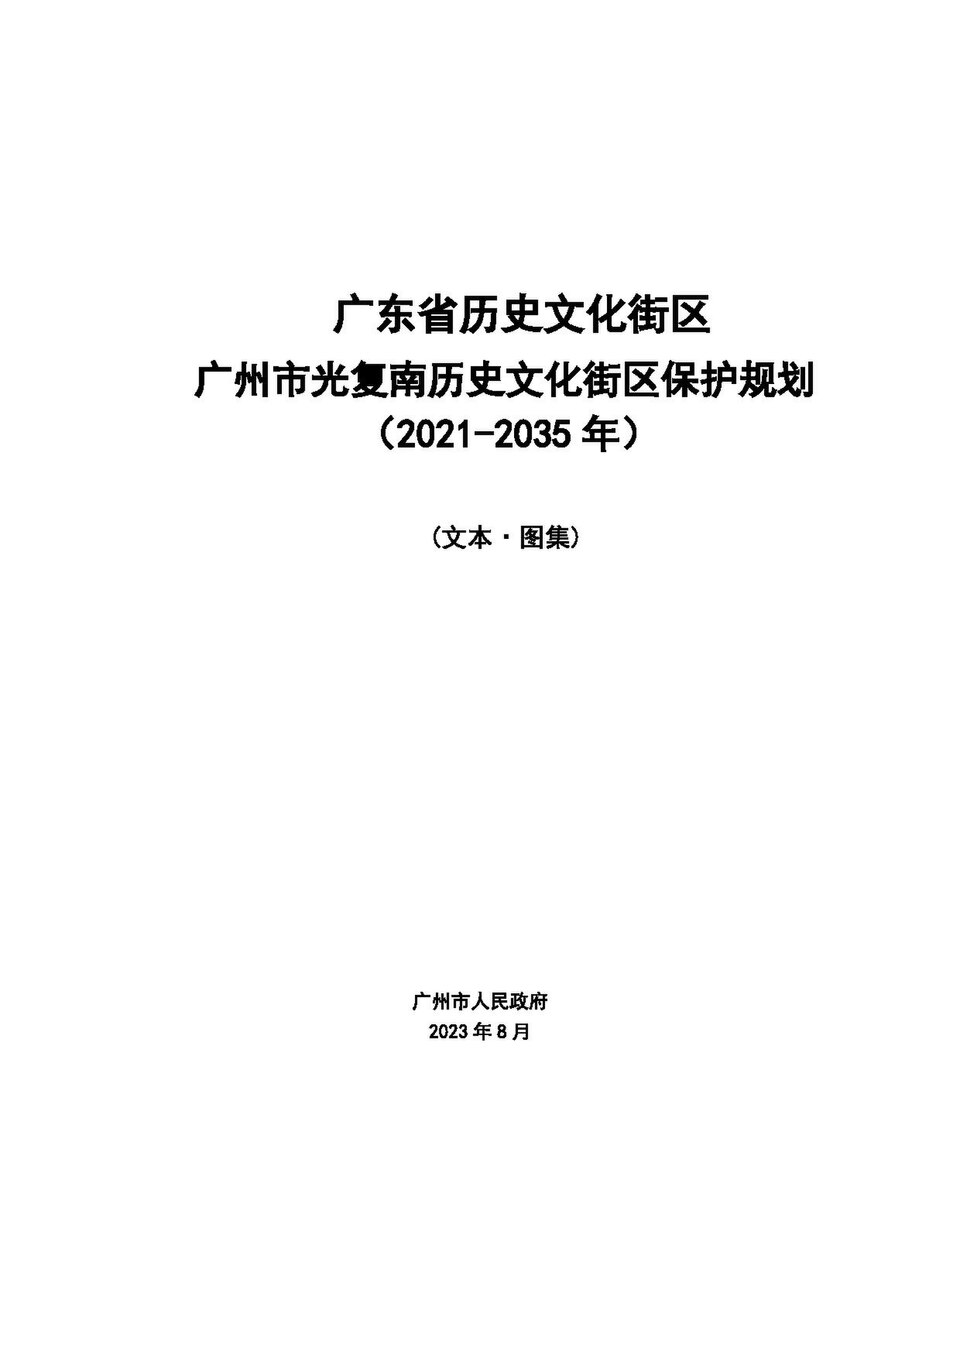 广东省历史文化街区
广州市光复南历史文化街区保护规划
（2021-2035 年）
(文本·图集)
广州市人民政府
2023 年 8 月